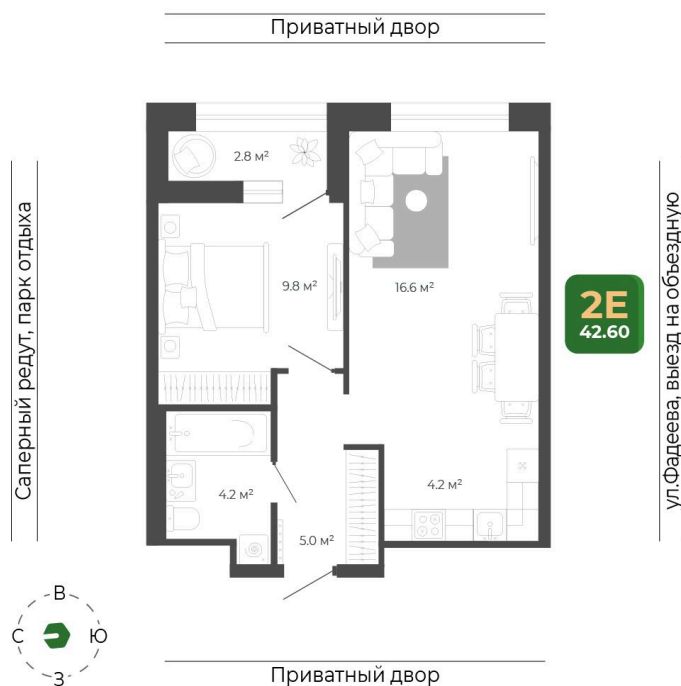 Приватный двор
Саперный редут, парк отдыха
2.8 м²
9.8 м²
16.6 м²
2Е
42.60
ул.Фадеева, выезд на объездную
4.2 м²
4.2 м²
5.0 м²
В
С
Ю
З
Приватный двор